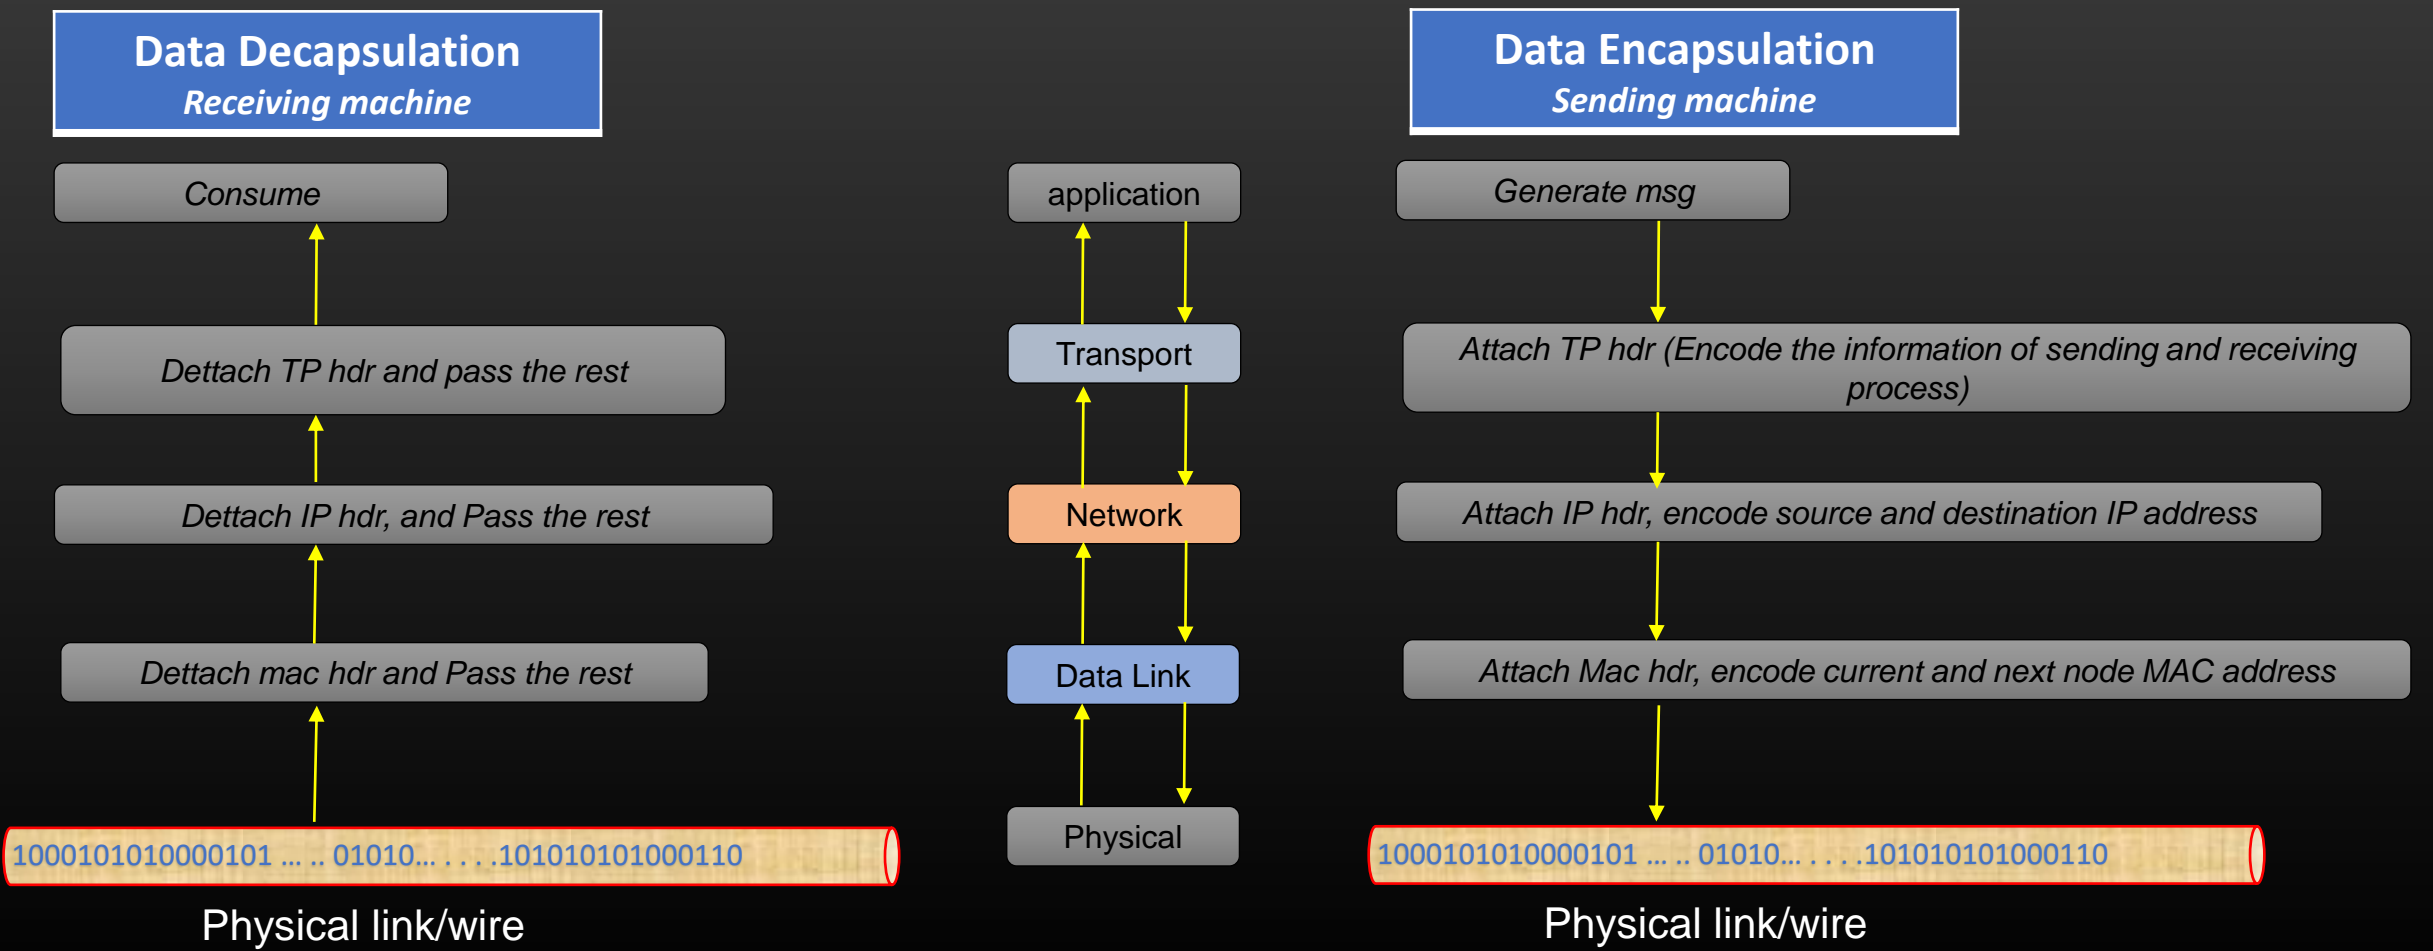 Data Decapsulation
Receiving machine
Consume
Dettach TP hdr and pass the rest
Dettach IP hdr, and Pass the rest
Dettach mac hdr and Pass the rest
1000101010000101 ... .. 01010... . . . .101010101000110
Physical link/wire
application
Transport
Network
Data Link
Physical
Data Encapsulation
Sending machine
Generate msg
Attach TP hdr (Encode the information of sending and receiving
process)
Attach IP hdr, encode source and destination IP address
Attach Mac hdr, encode current and next node MAC address
1000101010000101 ... .. 01010... . . . .101010101000110
Physical link/wire